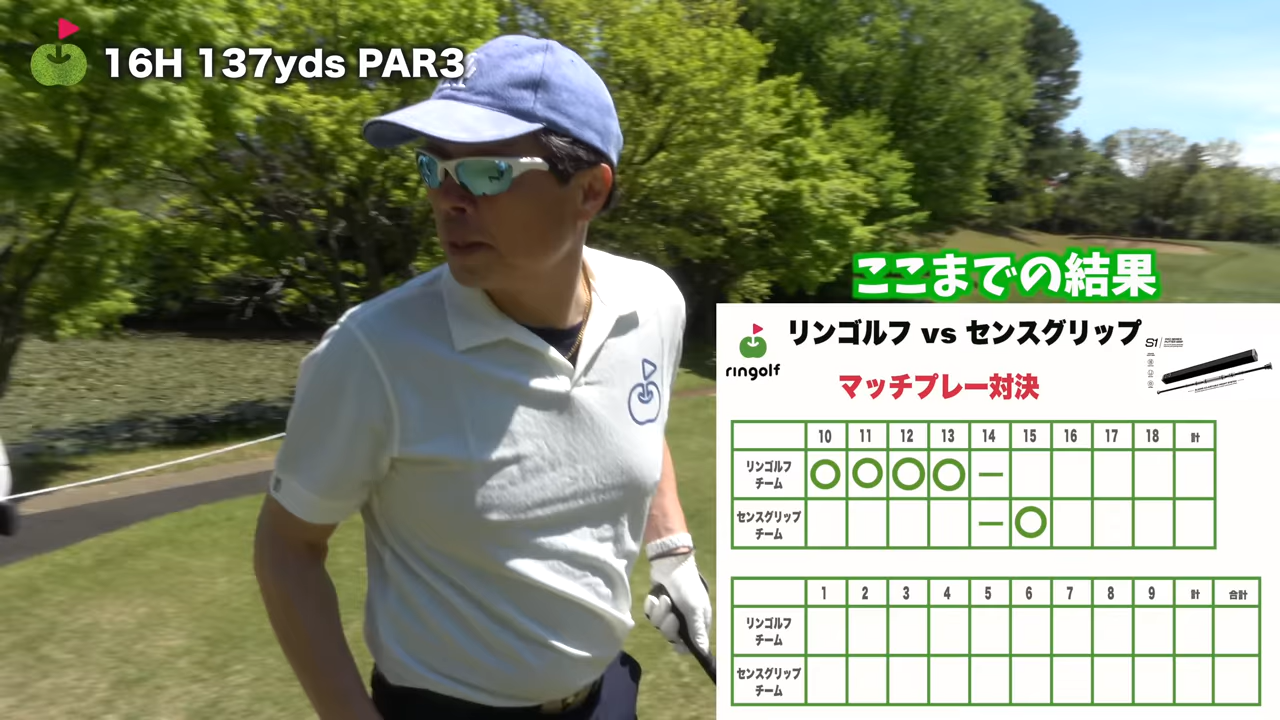 16H 137yds PAR3
ここまでの結果
ringolf
リンゴルフ vs センスグリップ
S1
マッチプレー対決
10 11 12 13 14 15 16 17 18 計
リンゴルフ
チーム
センスグリップ
チーム
1 2 3 4 5 6 7 8 9 計 合計
リンゴルフ
チーム
センスグリップ
チーム